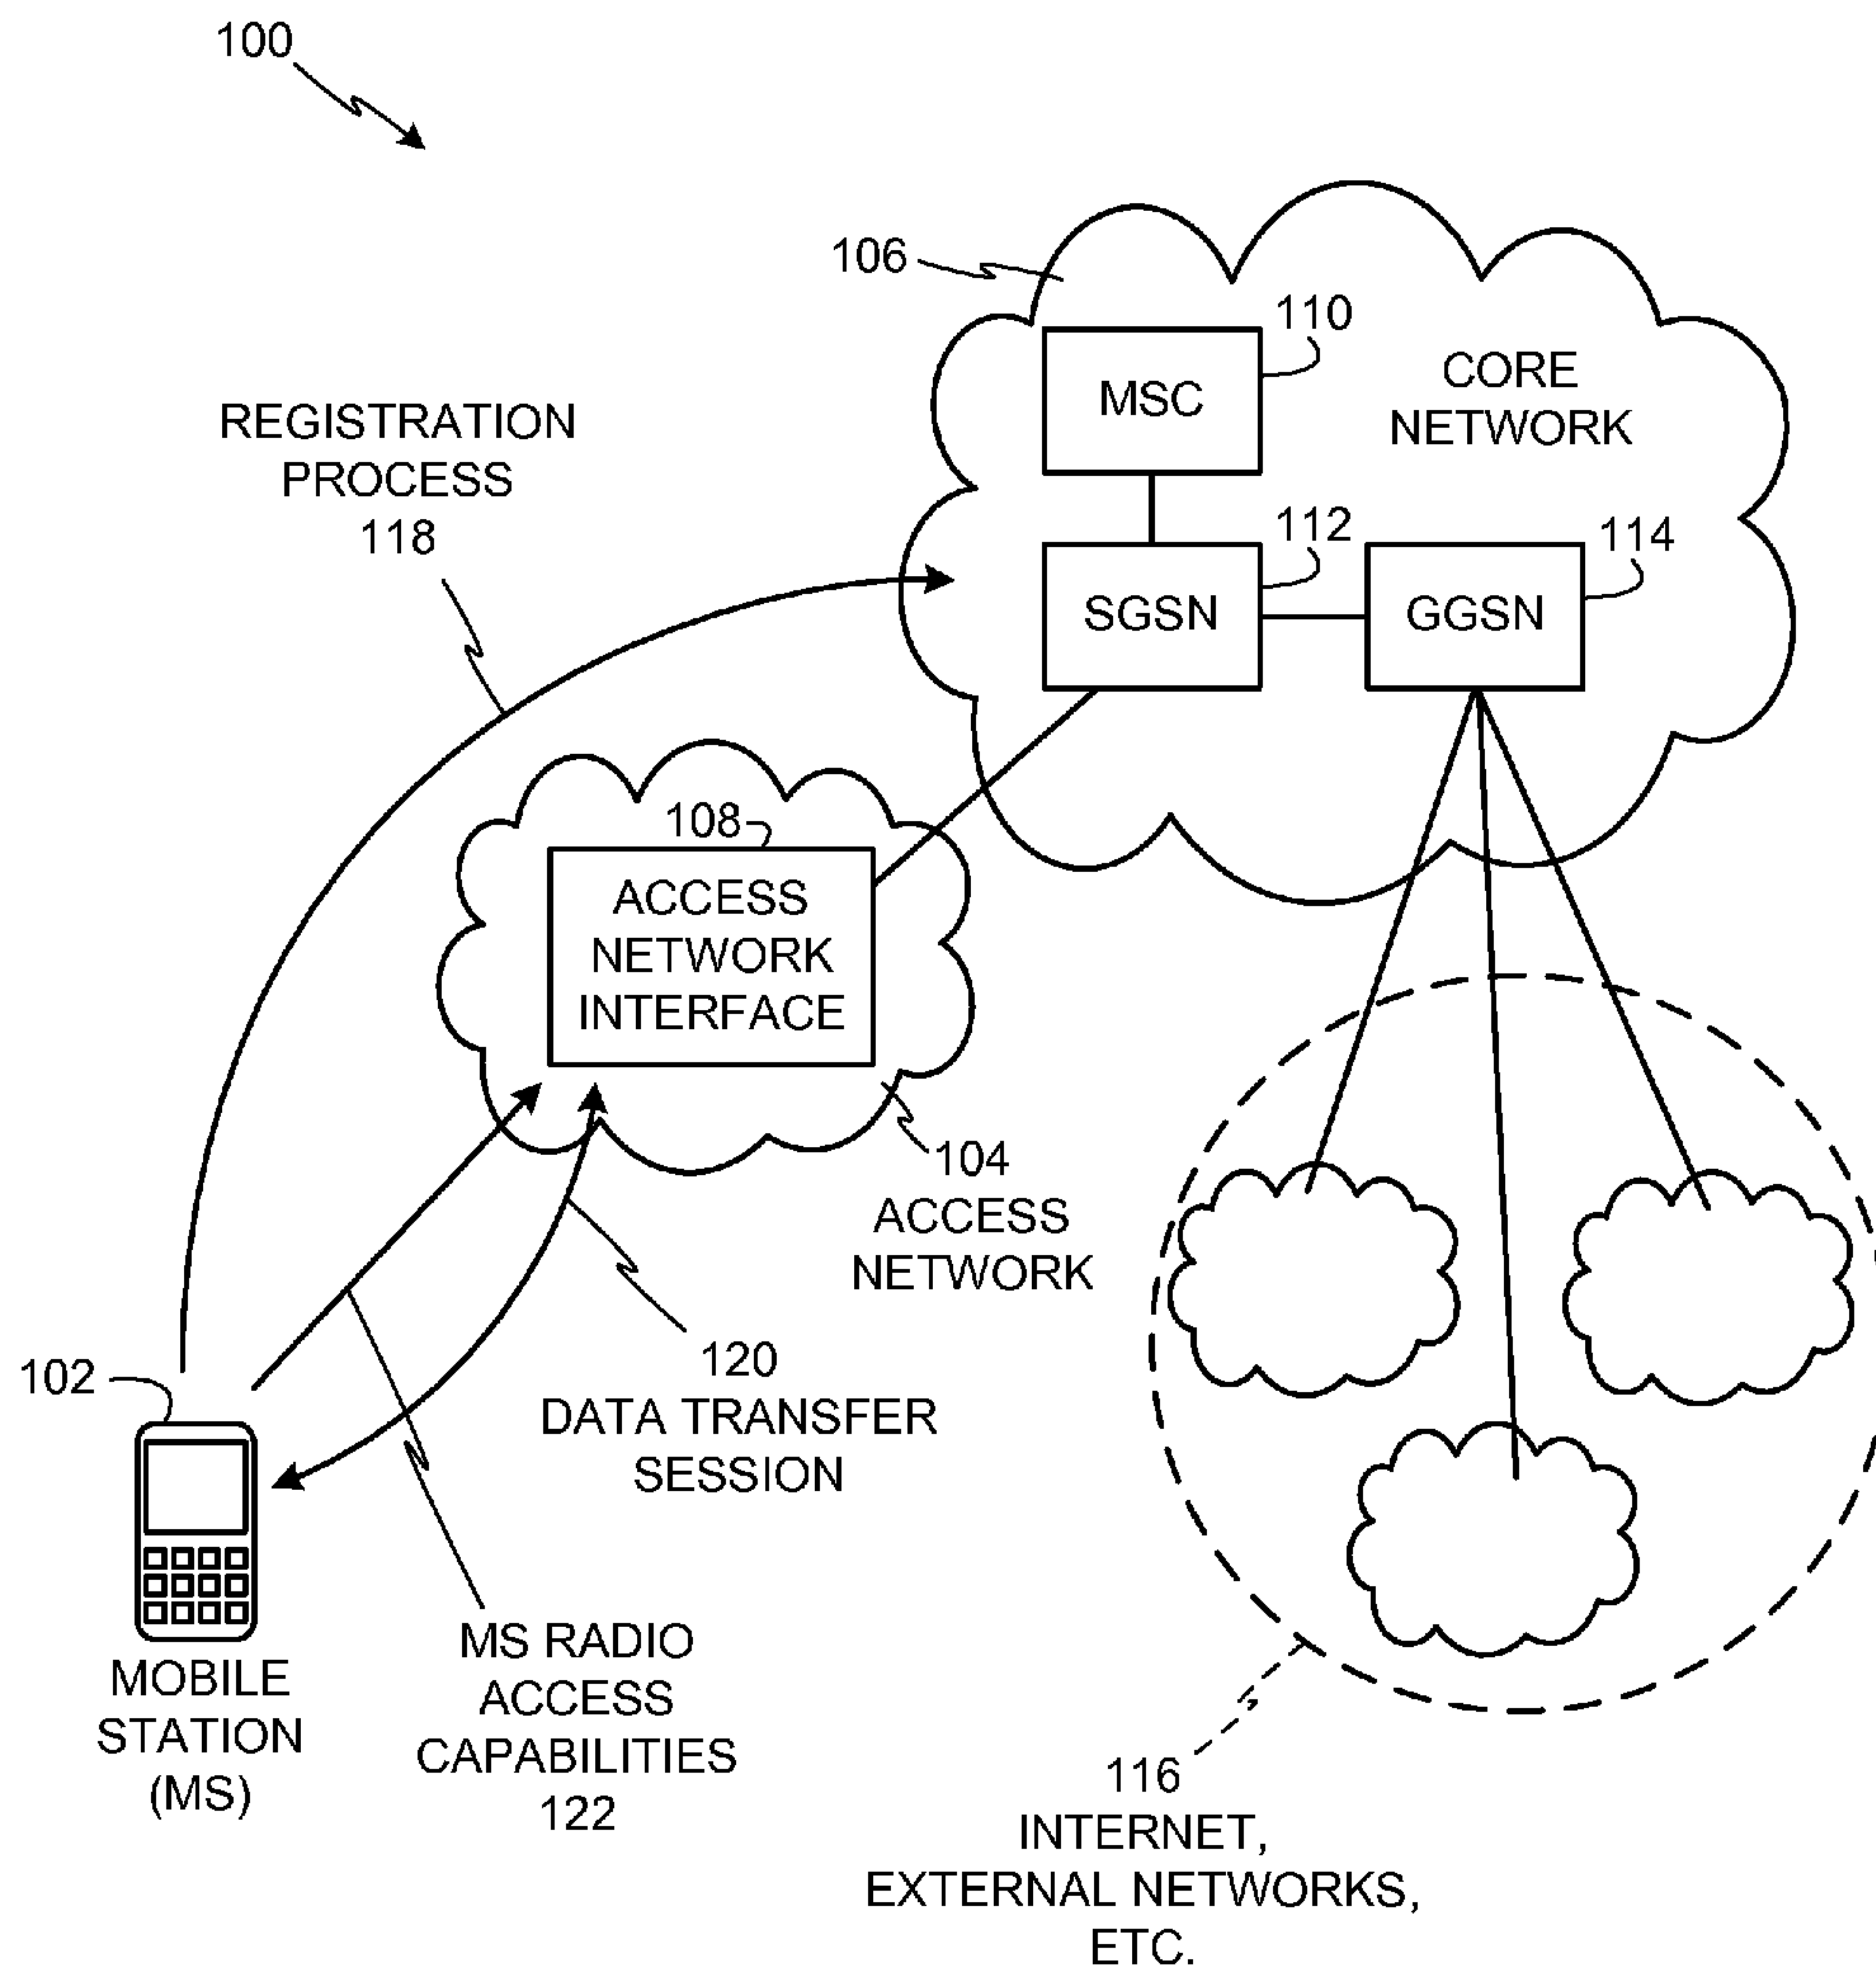 100
106
110
MSC
CORE
NETWORK
REGISTRATION
PROCESS
118
112
114
SGSN
GGSN
108
ACCESS
NETWORK
INTERFACE
104
ACCESS
NETWORK
120
DATA TRANSFER
SESSION
102
MOBILE
STATION
(MS)
MS RADIO
ACCESS
CAPABILITIES
122
116
INTERNET,
EXTERNAL NETWORKS,
ETC.